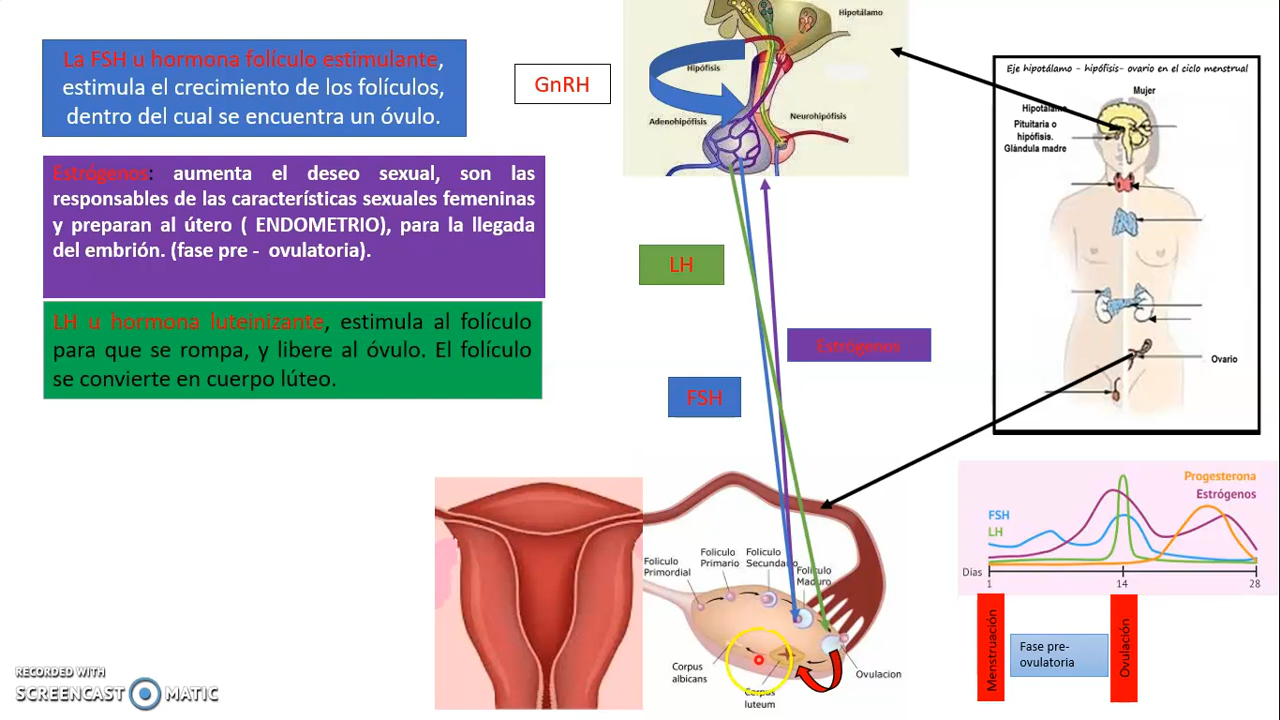 La FSH u hormona folículo estimulante,
estimula el crecimiento de los folículos,
dentro del cual se encuentra un óvulo.
GnRH
Estrógenos: aumenta el deseo sexual, son las
responsables de las características sexuales femeninas
y preparan al útero ( ENDOMETRIO), para la llegada
del embrión. (fase pre - ovulatoria).
LH u hormona luteinizante, estimula al folículo
para que se rompa, y libere al óvulo. El folículo
se convierte en cuerpo lúteo.
Hipotálamo
Hipófisis
Adenohipófisis
Neurohipófisis
LH
Estrógenos
FSH
Eje hipotálamo - hipófisis- ovario en el ciclo menstrual
Mujer
Hipotálamo
Pituitaria o
hipófisis.
Glándula madre
Ovario
Foliculo
Primordial
Foliculo
Primario
Foliculo
Secundario
Foliculo
Maduro
Corpus
albicans
Corpus
luteum
Ovulacion
Progesterona
Estrógenos
FSH
LH
Días
1
14
28
Menstruación
Fase pre-
ovulatoria
Ovulación
RECORDED WITH
SCREENCAST MATIC